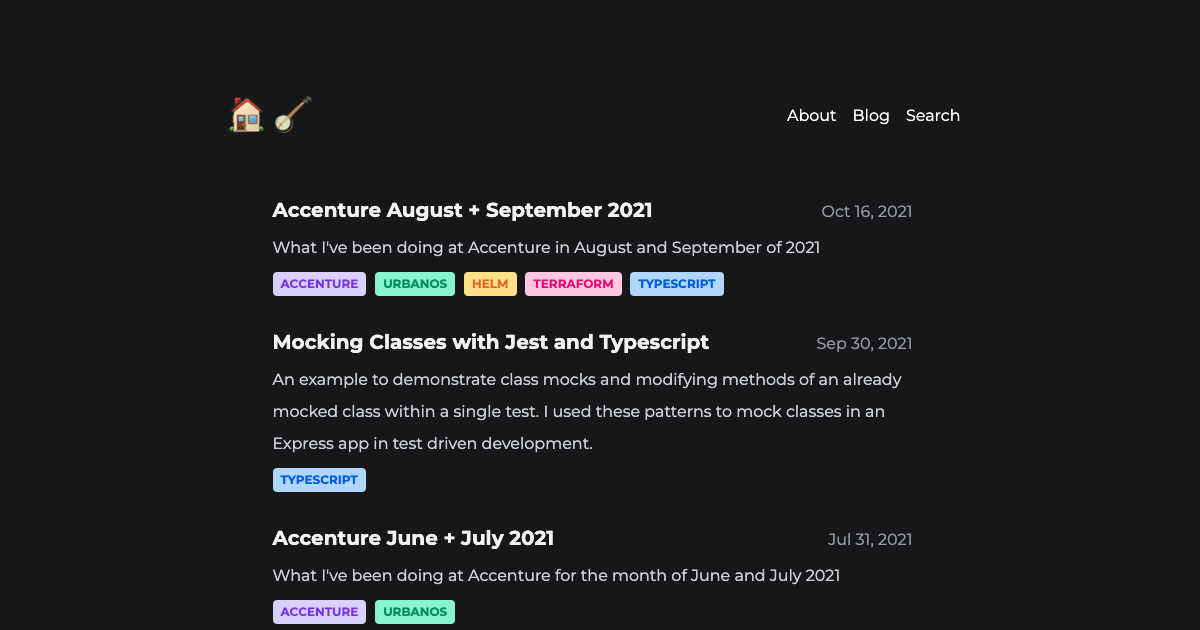 About Blog Search
Accenture August + September 2021 Oct 16, 2021
What I've been doing at Accenture in August and September of 2021
ACCENTURE URBANOS HELM TERRAFORM TYPESCRIPT
Mocking Classes with Jest and Typescript Sep 30, 2021
An example to demonstrate class mocks and modifying methods of an already
mocked class within a single test. I used these patterns to mock classes in an
Express app in test driven development.
TYPESCRIPT
Accenture June + July 2021 Jul 31, 2021
What I've been doing at Accenture for the month of June and July 2021
ACCENTURE URBANOS